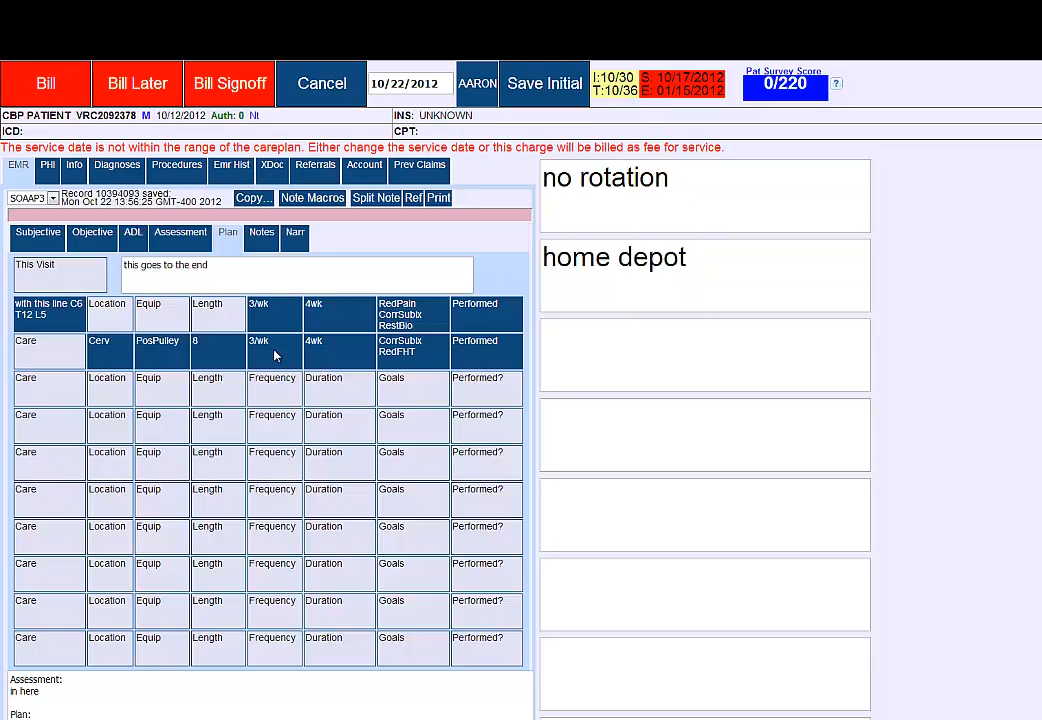 Bill Bill Later Bill Signoff Cancel 10/22/2012 AARON Save Initial I:10/30 S: 10/17/2012 Pat Survey Score
T:10/36 E: 01/15/2012 0/220 ?
CBP PATIENT VRC2092378 M 10/12/2012 Auth: 0 Nt INS: UNKNOWN
ICD: CPT:
The service date is not within the range of the careplan. Either change the service date or this charge will be billed as fee for service.
EMR PHI Info Diagnoses Procedures Emr Hist XDoc Referrals Account Prev Claims
SOAAP3 Record 10394093 saved: Copy... Note Macros Split Note Ref Print
Mon Oct 22 13:56:25 GMT-400 2012
Subjective Objective ADL Assessment Plan Notes Narr
This Visit this goes to the end
with this line C6 Location Equip Length 3/wk 4wk RedPain Performed
T12 L5 CorrSublx
RestBio
Care Cerv PosPulley 8 3/wk 4wk CorrSublx Performed
RedFHT
Care Location Equip Length Frequency Duration Goals Performed?
Care Location Equip Length Frequency Duration Goals Performed?
Care Location Equip Length Frequency Duration Goals Performed?
Care Location Equip Length Frequency Duration Goals Performed?
Care Location Equip Length Frequency Duration Goals Performed?
Care Location Equip Length Frequency Duration Goals Performed?
Care Location Equip Length Frequency Duration Goals Performed?
Care Location Equip Length Frequency Duration Goals Performed?
Assessment:
in here
Plan:
no rotation
home depot